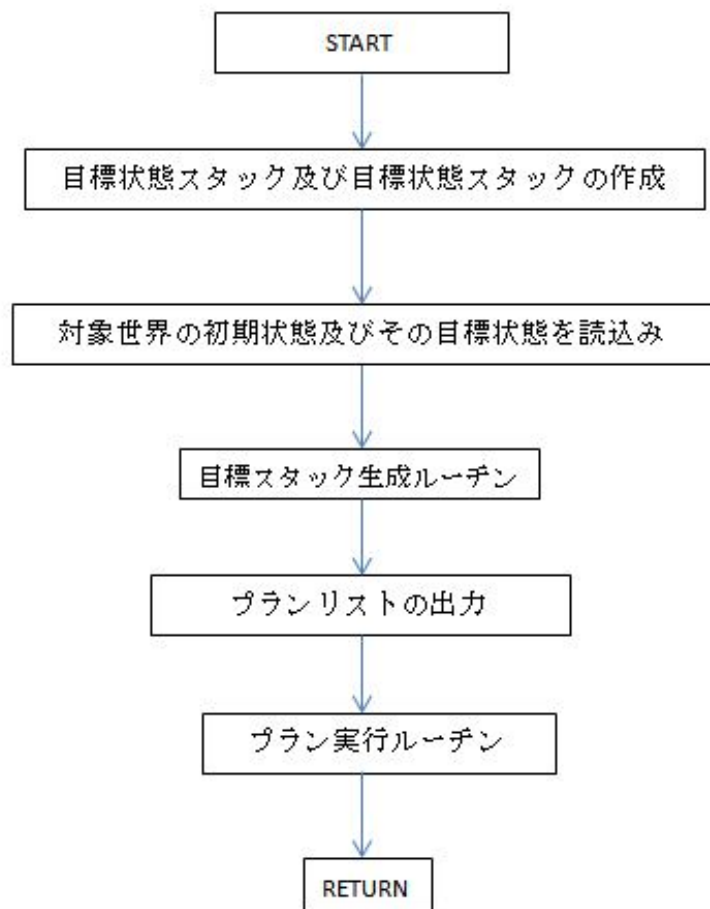 START
目標状態スタック及び目標状態スタックの作成
対象世界の初期状態及びその目標状態を読込み
目標スタック生成ルーチン
プランリストの出力
プラン実行ルーチン
RETURN